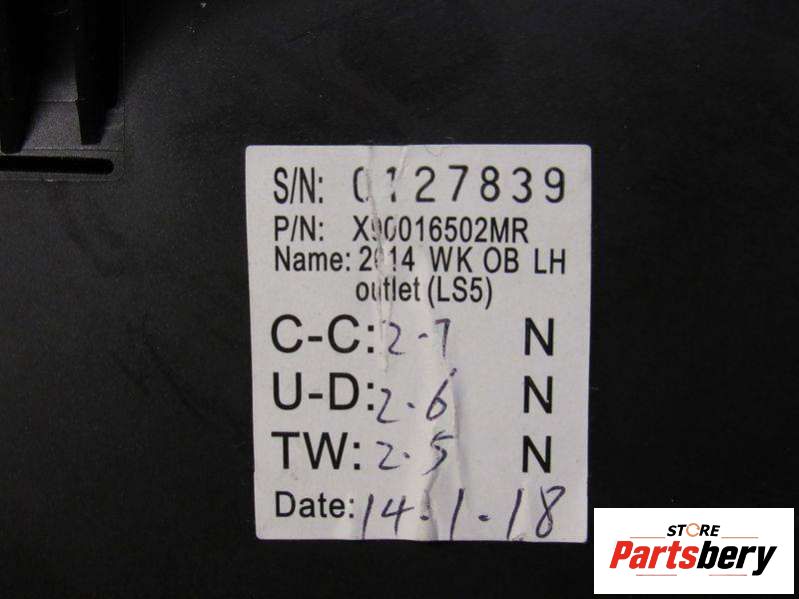 S/N: 0127839
P/N: X90016502MR
Name: 2014 WK OB LH
outlet (LS5)
C-C: 2-7 N
U-D: 2.6 N
TW: 2.5 N
Date: 14.1.18
STORE
Partsbery